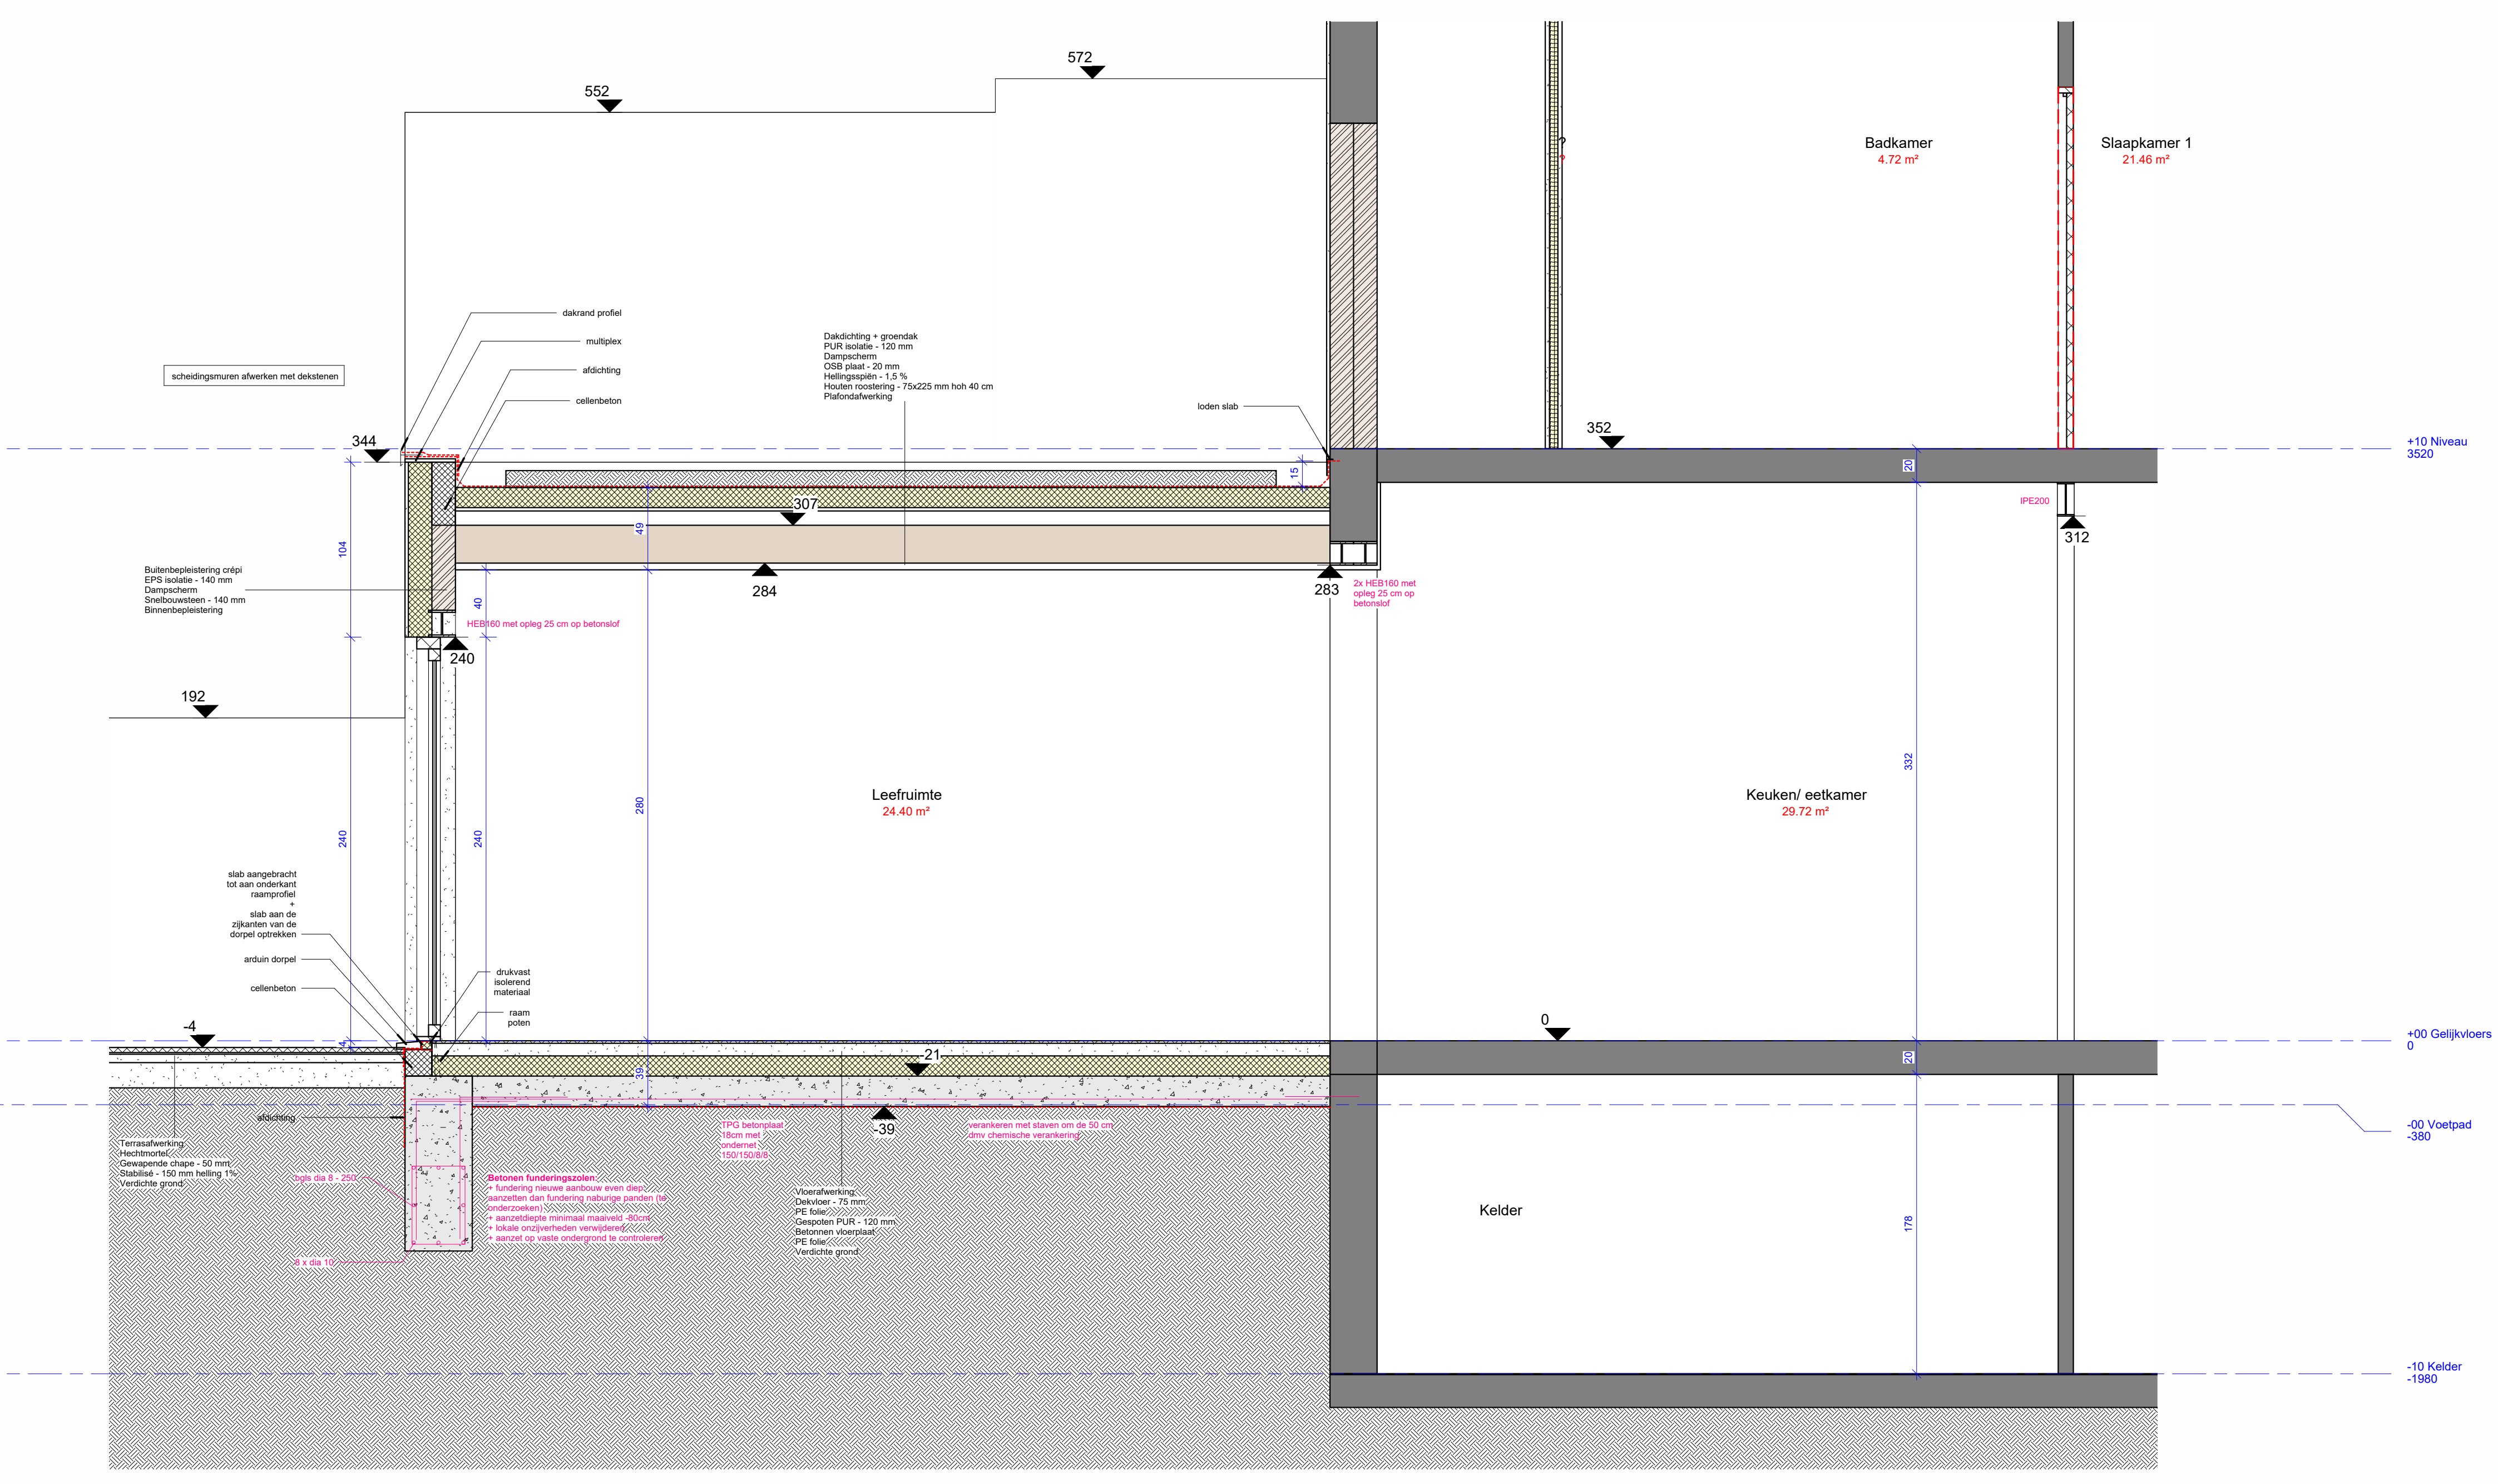 572
552
?
?
Badkamer
4.72 m²
Slaapkamer 1
21.46 m²
dakrand profiel
multiplex
afdichting
cellenbeton
scheidingsmuren afwerken met dekstenen
Dakdichting + groendak
PUR isolatie - 120 mm
Dampscherm
OSB plaat - 20 mm
Hellingsspiën - 1,5 %
Houten roostering - 75x225 mm hoh 40 cm
Plafondafwerking
loden slab
344
352
+10 Niveau
3520
15
20
307
49
IPE200
312
104
Buitenbepleistering crêpi
EPS isolatie - 140 mm
Dampscherm
Snelbouwsteen - 140 mm
Binnenbepleistering
40
284
283
2x HEB160 met
opleg 25 cm op
betonslof
HEB160 met opleg 25 cm op betonslof
240
192
332
Leefruimte
24.40 m²
Keuken/ eetkamer
29.72 m²
280
240
240
slab aangebracht
tot aan onderkant
raamprofiel
+
slab aan de
zijkanten van de
dorpel optrekken
arduin dorpel
cellenbeton
drukvast
isolerend
materiaal
raam
poten
-4
4
0
+00 Gelijkvloers
0
-21
39
20
afdichting
-39
-00 Voetpad
-380
TPG betonplaat
18cm met
ondernet
150/150/8/8
verankeren met staven om de 50 cm
dmv chemische verankering
Terrasafwerking
Hechtmortel
Gewapende chape - 50 mm
Stabilisé - 150 mm helling 1%
Verdichte grond
bgls dia 8 - 250
Betonen funderingszolen:
+ fundering nieuwe aanbouw even diep
aanzetten dan fundering naburige panden (te
onderzoeken)
+ aanzetdiepte minimaal maaiveld -80cm
+ lokale onzijverheden verwijderen
+ aanzet op vaste ondergrond te controleren
8 x dia 10
Vloerafwerking
Dekvloer - 75 mm
PE folie
Gespoten PUR - 120 mm
Betonnen vloerplaat
PE folie
Verdichte grond
Kelder
178
-10 Kelder
-1980